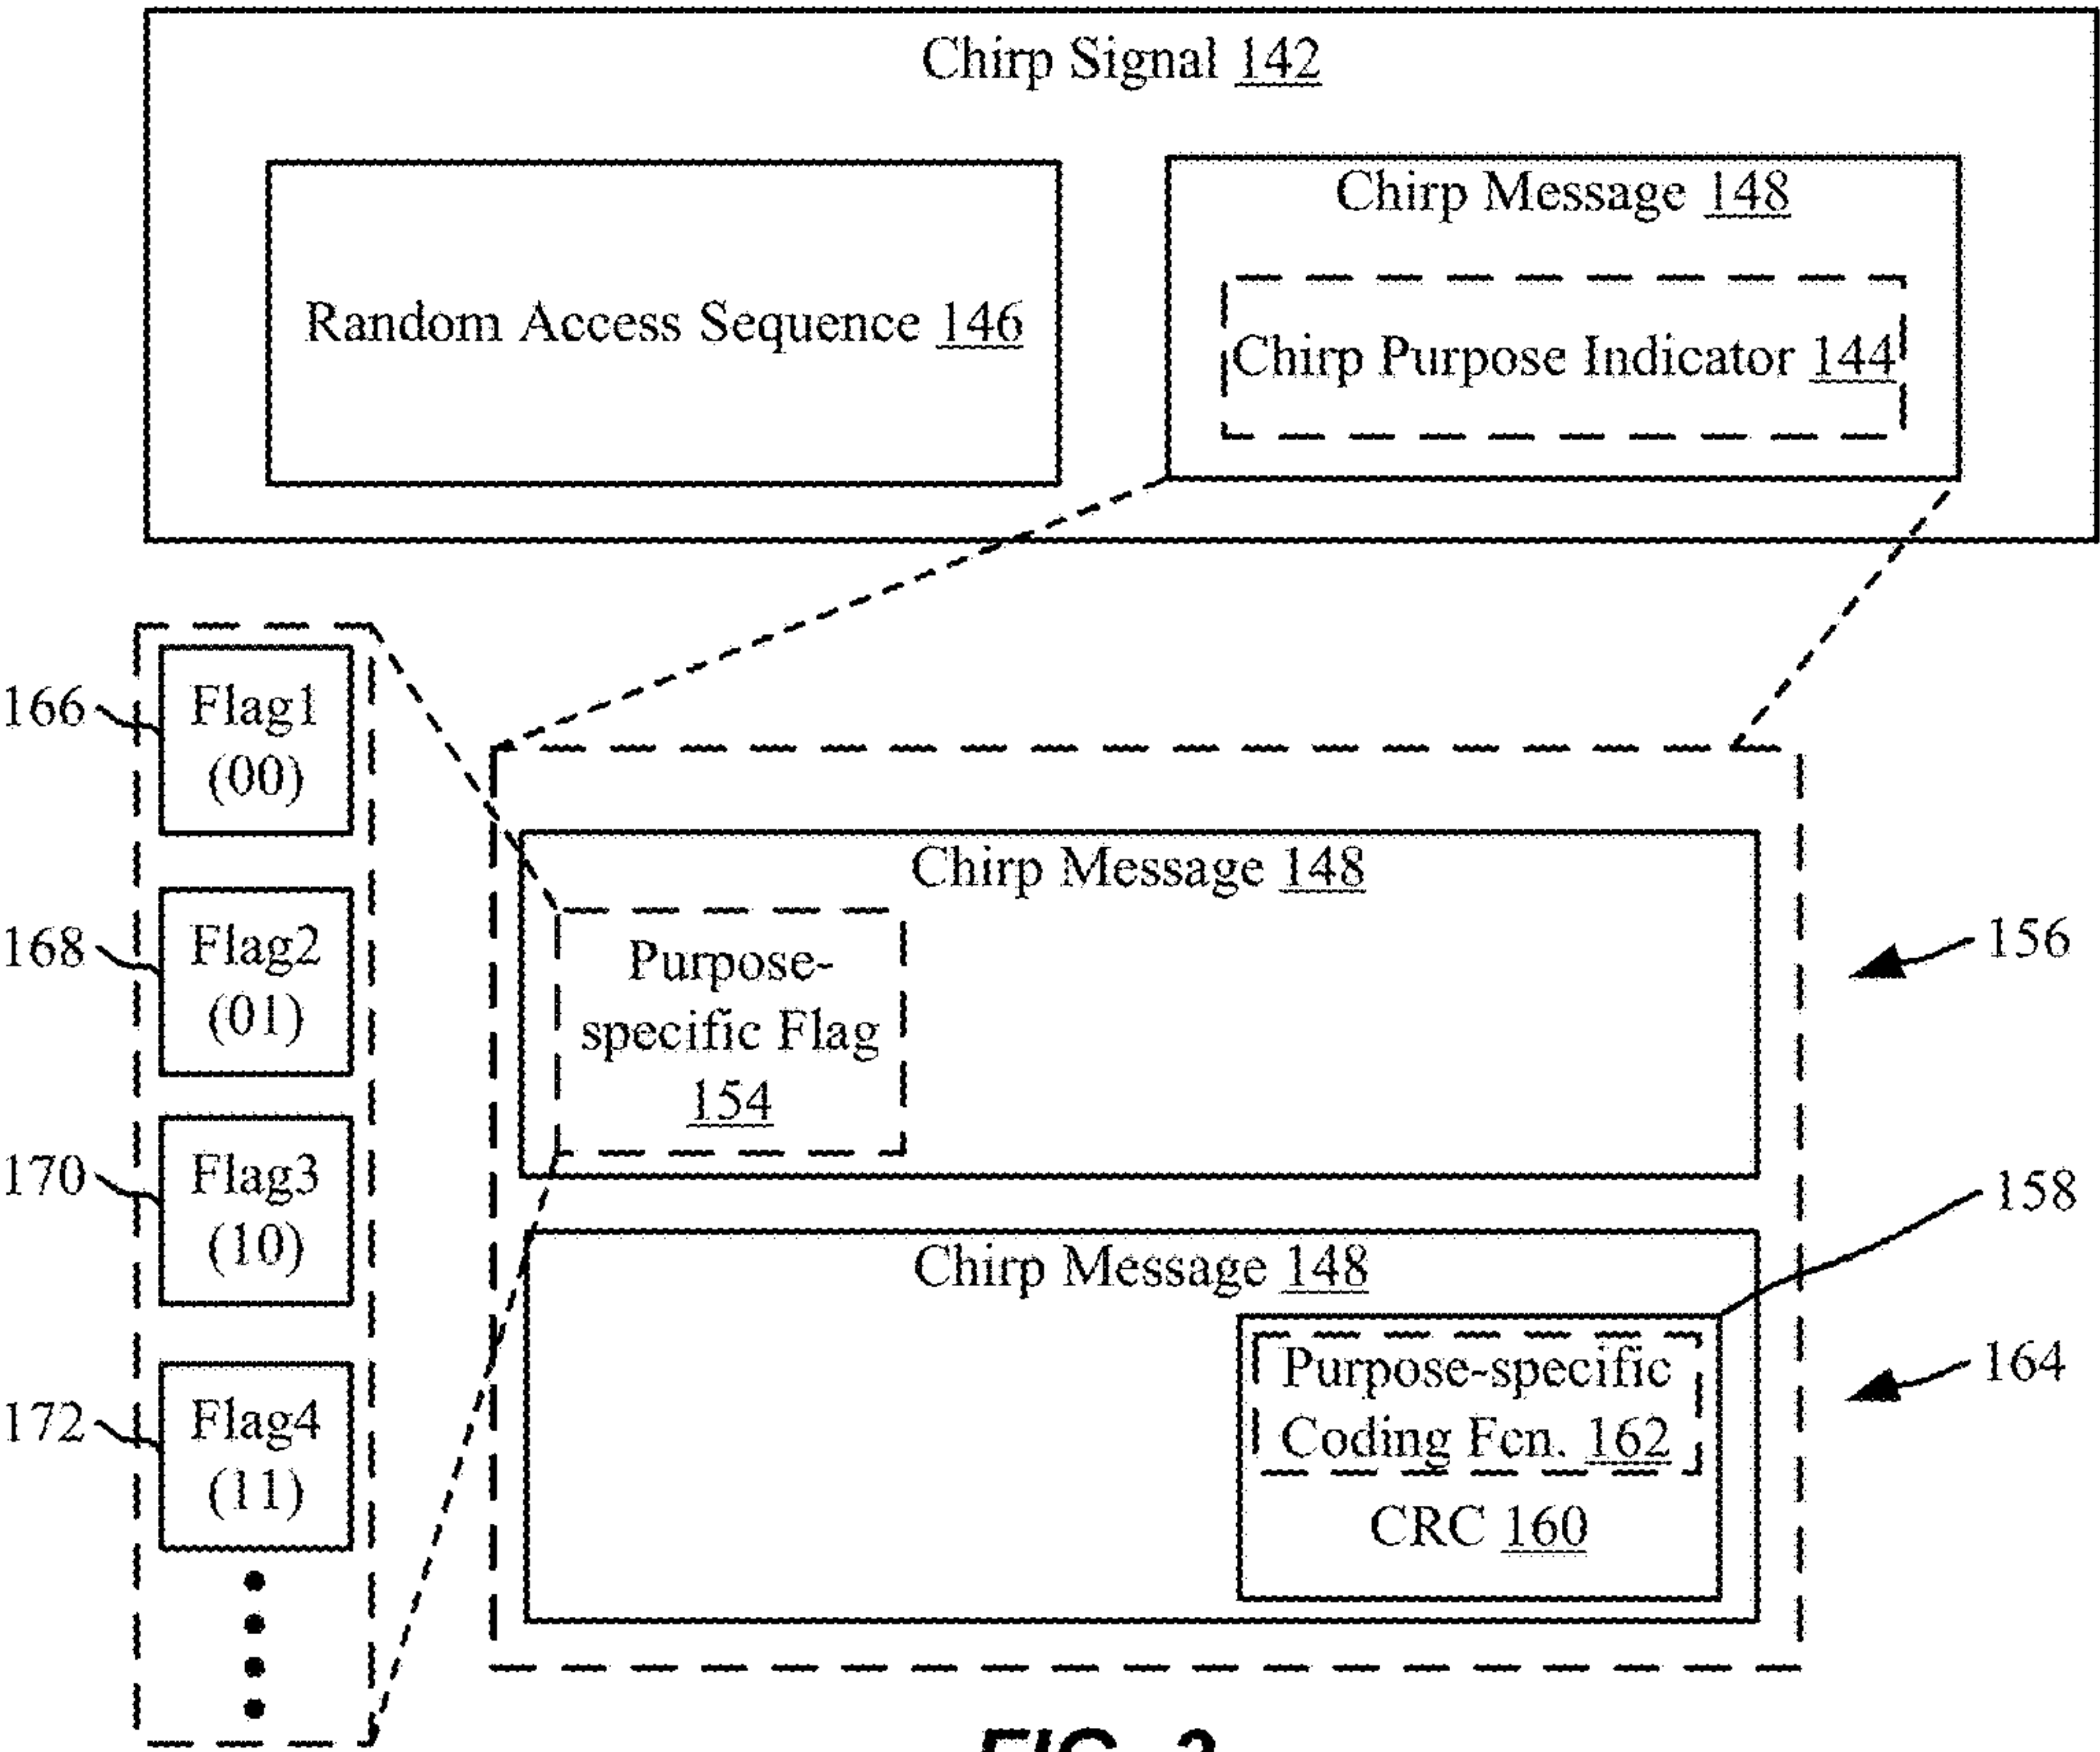 Chirp Signal 142
Chirp Message 148
Random Access Sequence 146
Chirp Purpose Indicator 144
166
Flag1
(00)
168
Flag2
(01)
170
Flag3
(10)
172
Flag4
(11)
Chirp Message 148
Purpose-
specific Flag
154
156
158
Chirp Message 148
Purpose-specific
Coding Fcn. 162
CRC 160
164